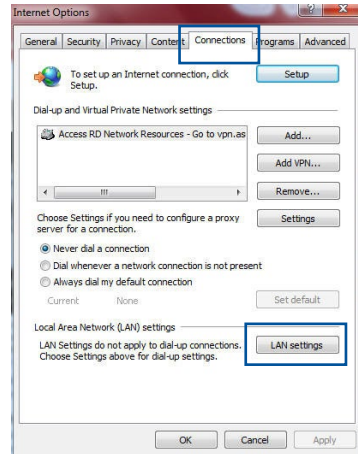 Internet Options
General Security Privacy Content Connections Programs Advanced
To set up an Internet connection, click
Setup.
Setup
Dial-up and Virtual Private Network settings
Access RD Network Resources - Go to vpn.as
Add...
Add VPN...
Remove...
Choose Settings if you need to configure a proxy
server for a connection.
Settings
Never dial a connection
Dial whenever a network connection is not present
Always dial my default connection
Current None
Set default
Local Area Network (LAN) settings
LAN Settings do not apply to dial-up connections.
Choose Settings above for dial-up settings.
LAN settings
OK Cancel Apply